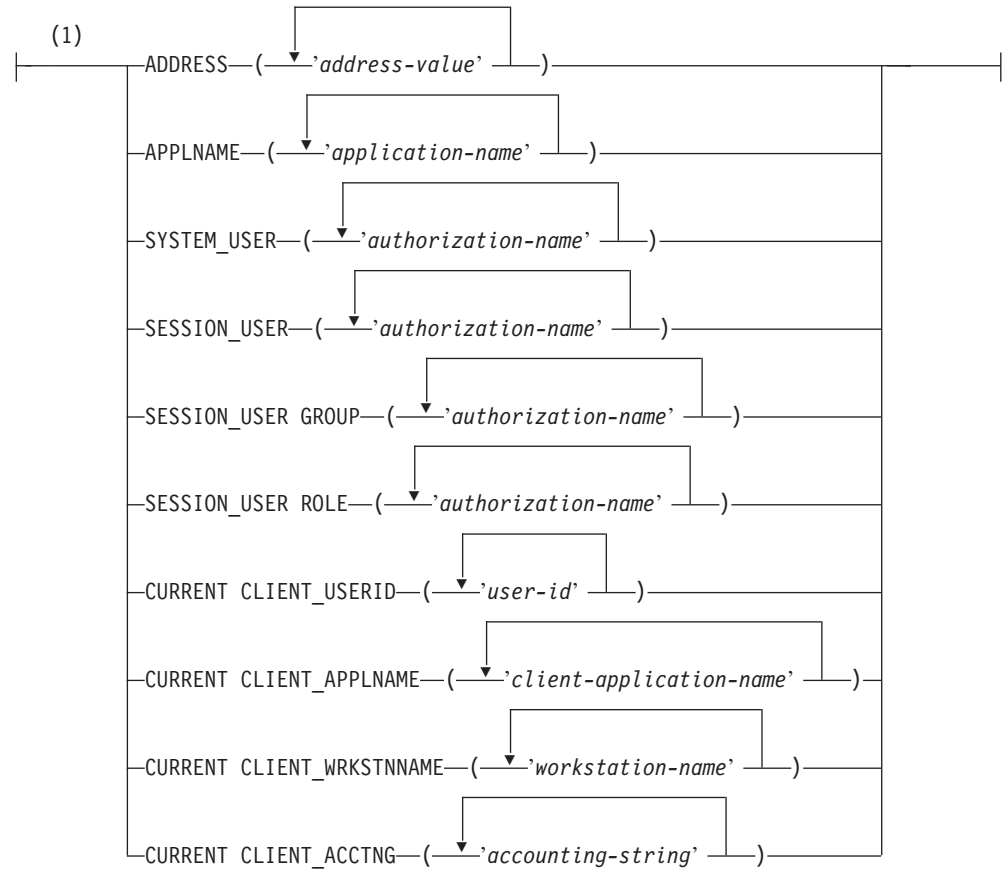 (1)
ADDRESS ( 'address-value' )
APPLNAME ( 'application-name' )
SYSTEM_USER ( 'authorization-name' )
SESSION_USER ( 'authorization-name' )
SESSION_USER GROUP ( 'authorization-name' )
SESSION_USER ROLE ( 'authorization-name' )
CURRENT CLIENT_USERID ( 'user-id' )
CURRENT CLIENT_APPLNAME ( 'client-application-name' )
CURRENT CLIENT_WRKSTNNAME ( 'workstation-name' )
CURRENT CLIENT_ACCTNG ( 'accounting-string' )